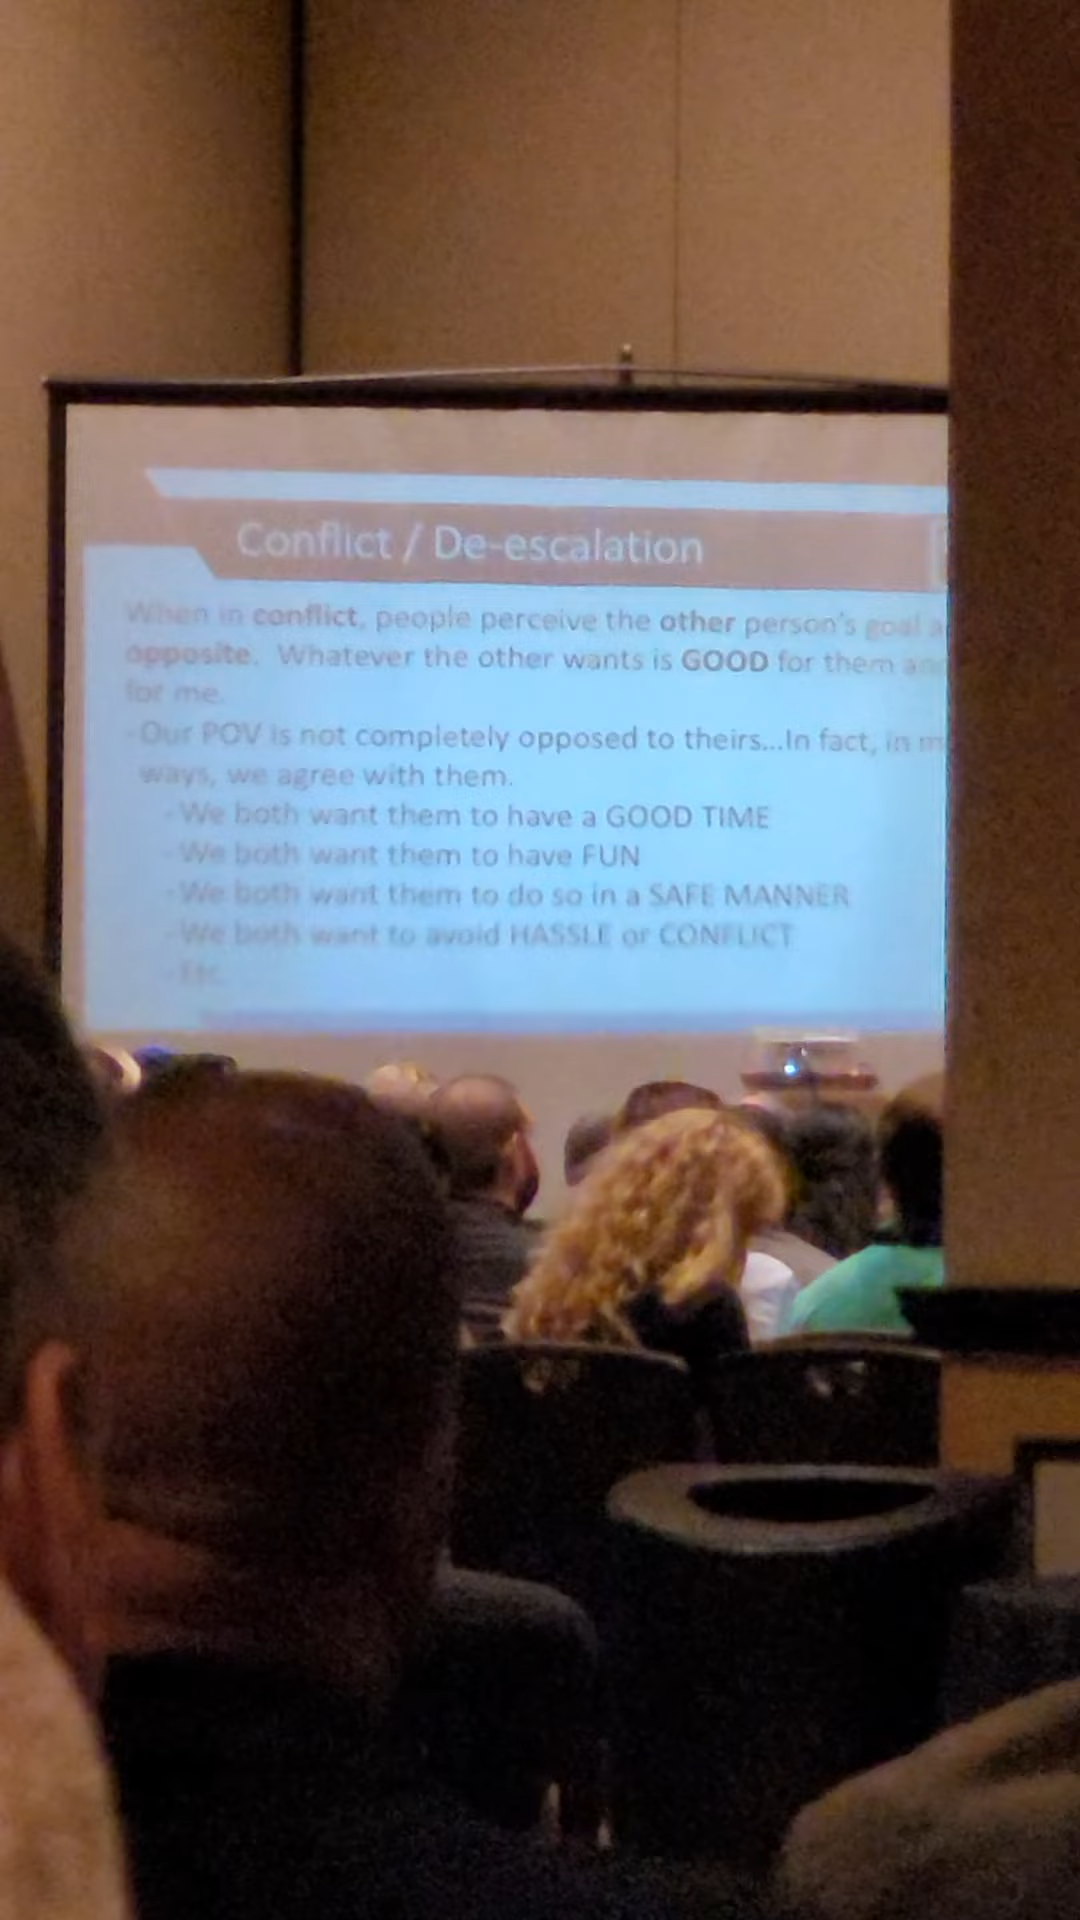 Conflict / De-escalation
When in conflict, people perceive the other person's goal a
opposite. Whatever the other wants is GOOD for them and
for me.
-Our POV is not completely opposed to theirs...In fact, in m
ways, we agree with them.
-We both want them to have a GOOD TIME
-We both want them to have FUN
-We both want them to do so in a SAFE MANNER
-We both want to avoid HASSLE or CONFLICT
-Etc.